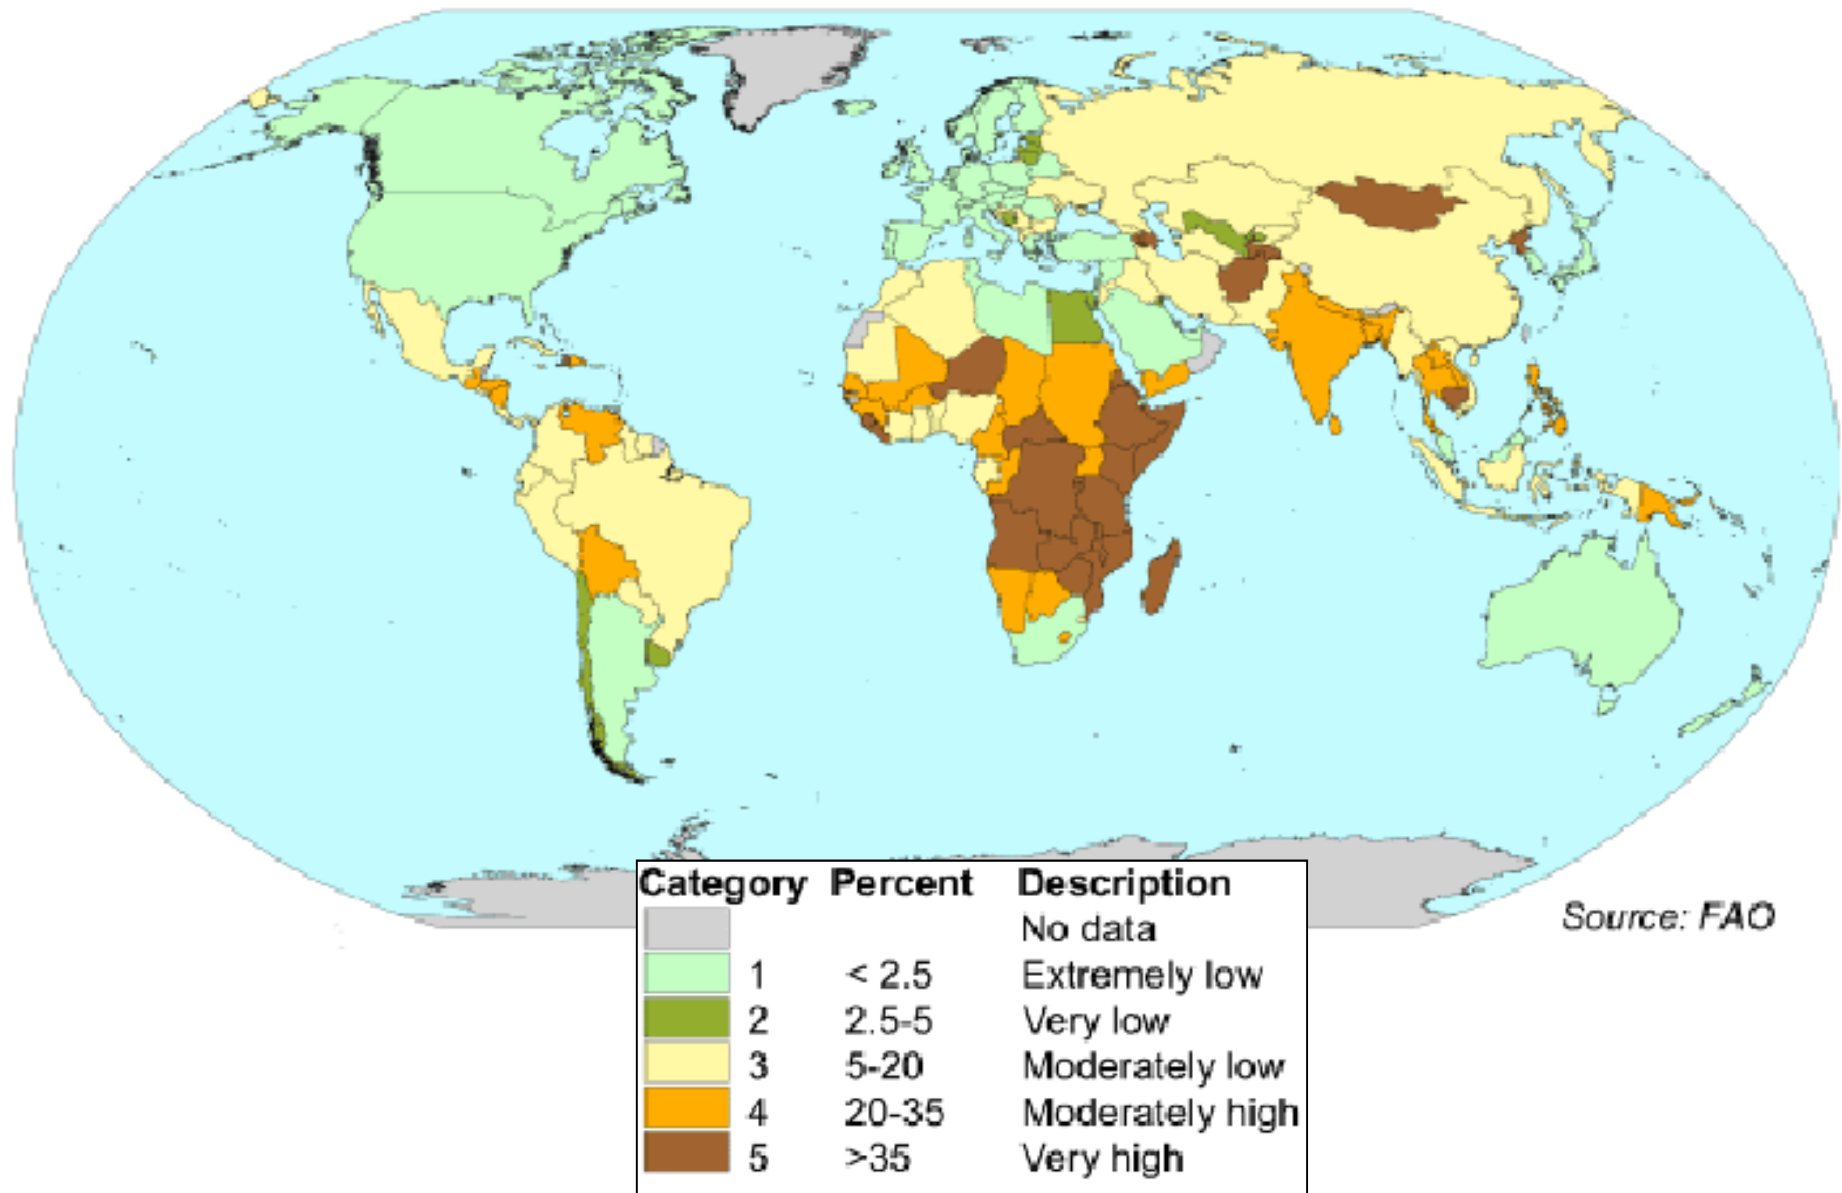 Category Percent Description
No data
1 < 2.5 Extremely low
2 2.5-5 Very low
3 5-20 Moderately low
4 20-35 Moderately high
5 >35 Very high
Source: FAO